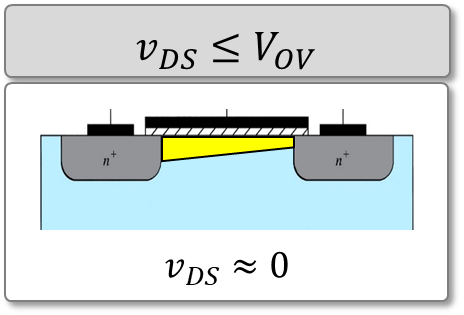 v_DS ≤ V_OV
n⁺ n⁺
v_DS ≈ 0